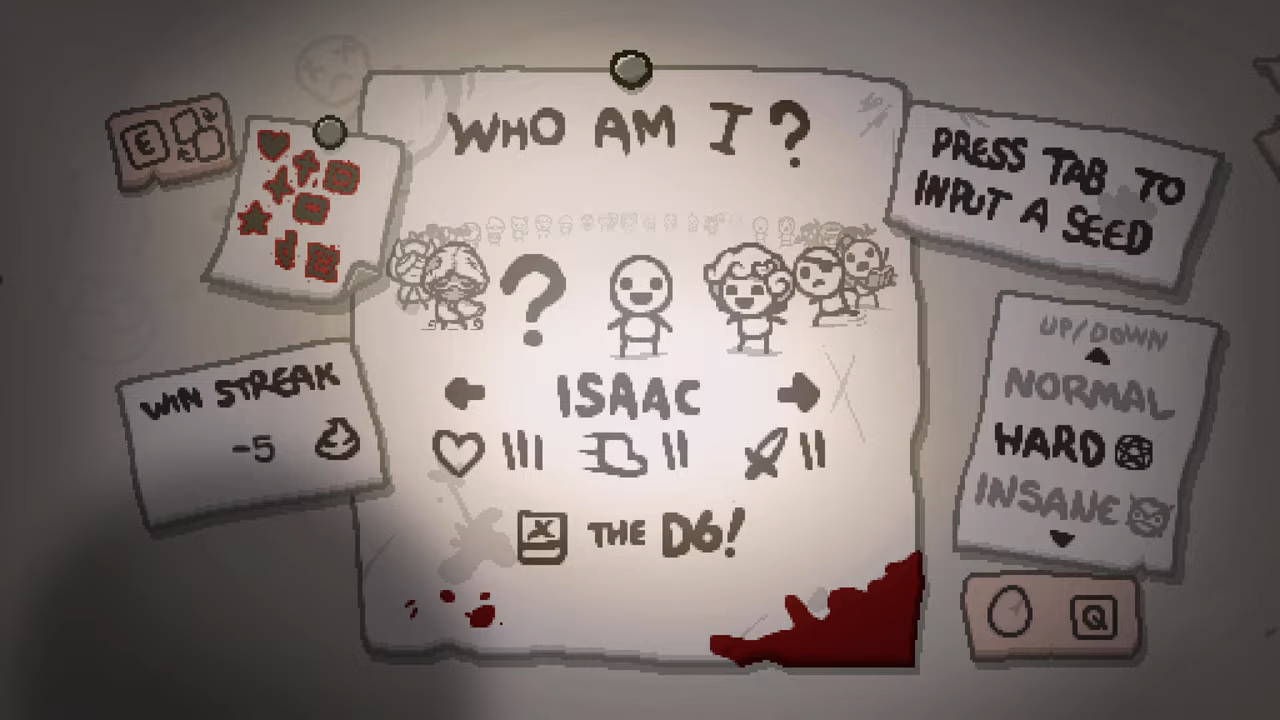 WHO AM I?
E
PRESS TAB TO
INPUT A SEED
WIN STREAK
-5
ISAAC
THE D6!
UP/DOWN
NORMAL
HARD
INSANE
Q